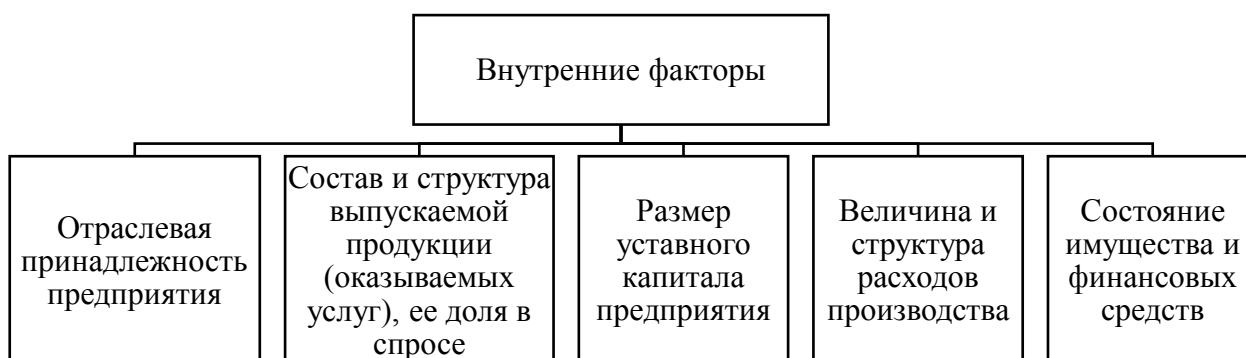 Внутренние факторы
Отраслевая
принадлежность
предприятия
Состав и структура
выпускаемой
продукции
(оказываемых
услуг), ее доля в
спросе
Размер
уставного
капитала
предприятия
Величина и
структура
расходов
производства
Состояние
имущества и
финансовых
средств